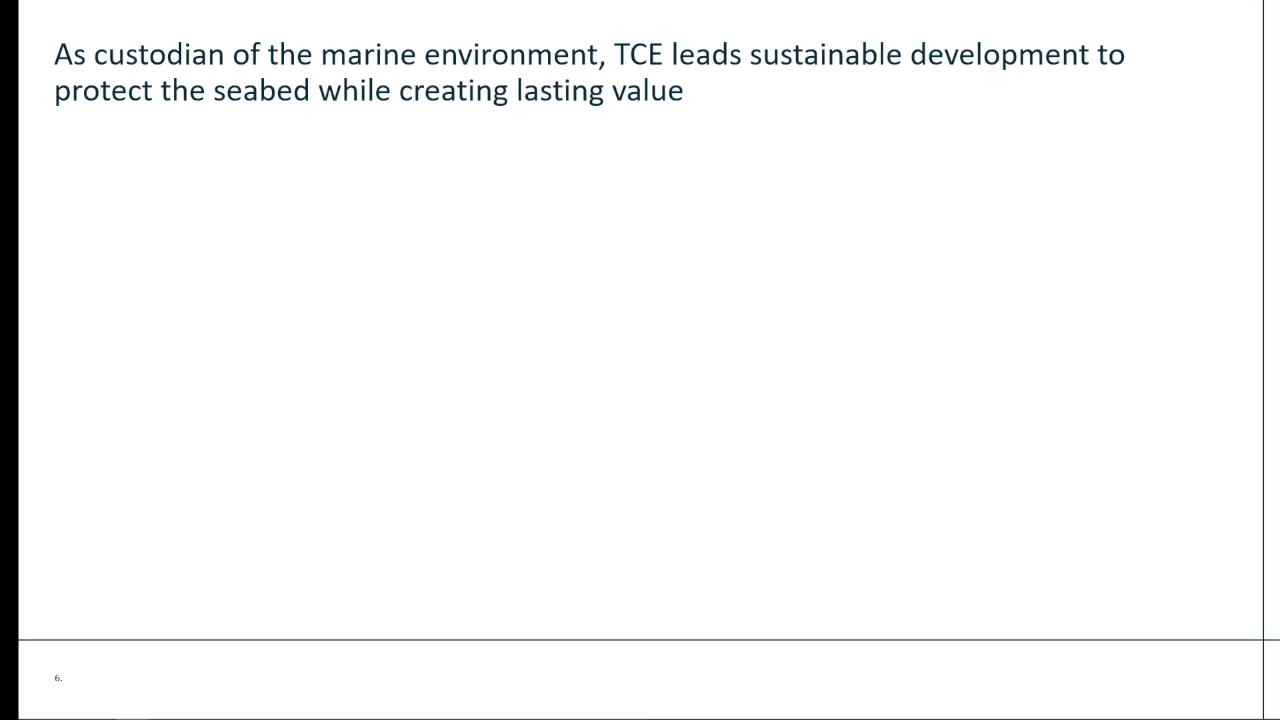 As custodian of the marine environment, TCE leads sustainable development to
protect the seabed while creating lasting value
6.